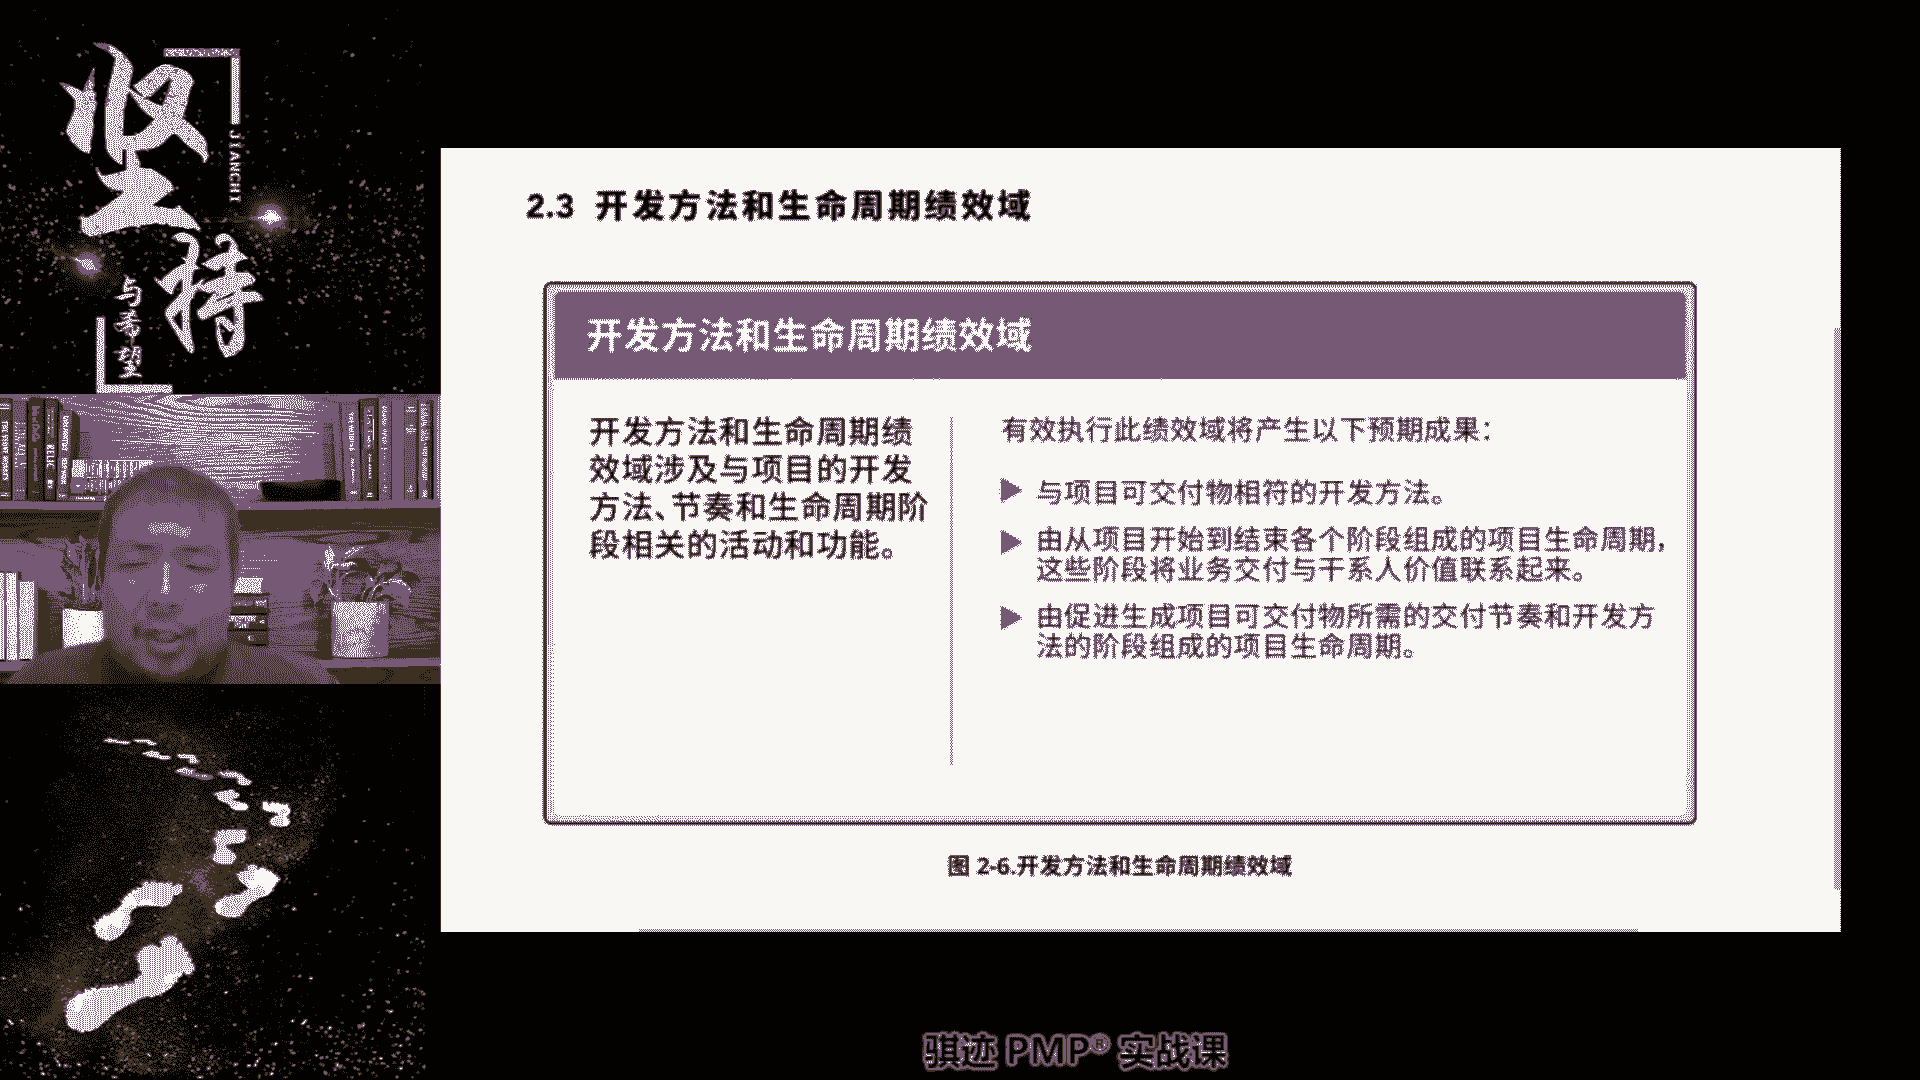 坚持
JIANCHI
与希望
2.3 开发方法和生命周期绩效域
开发方法和生命周期绩效域
开发方法和生命周期绩
效域涉及与项目的开发
方法、节奏和生命周期阶
段相关的活动和功能。
有效执行此绩效域将产生以下预期成果：
▶ 与项目可交付物相符的开发方法。
▶ 由从项目开始到结束各个阶段组成的项目生命周期，
这些阶段将业务交付与干系人价值联系起来。
▶ 由促进生成项目可交付物所需的交付节奏和开发方
法的阶段组成的项目生命周期。
图 2-6.开发方法和生命周期绩效域
骐迹 PMP® 实战课